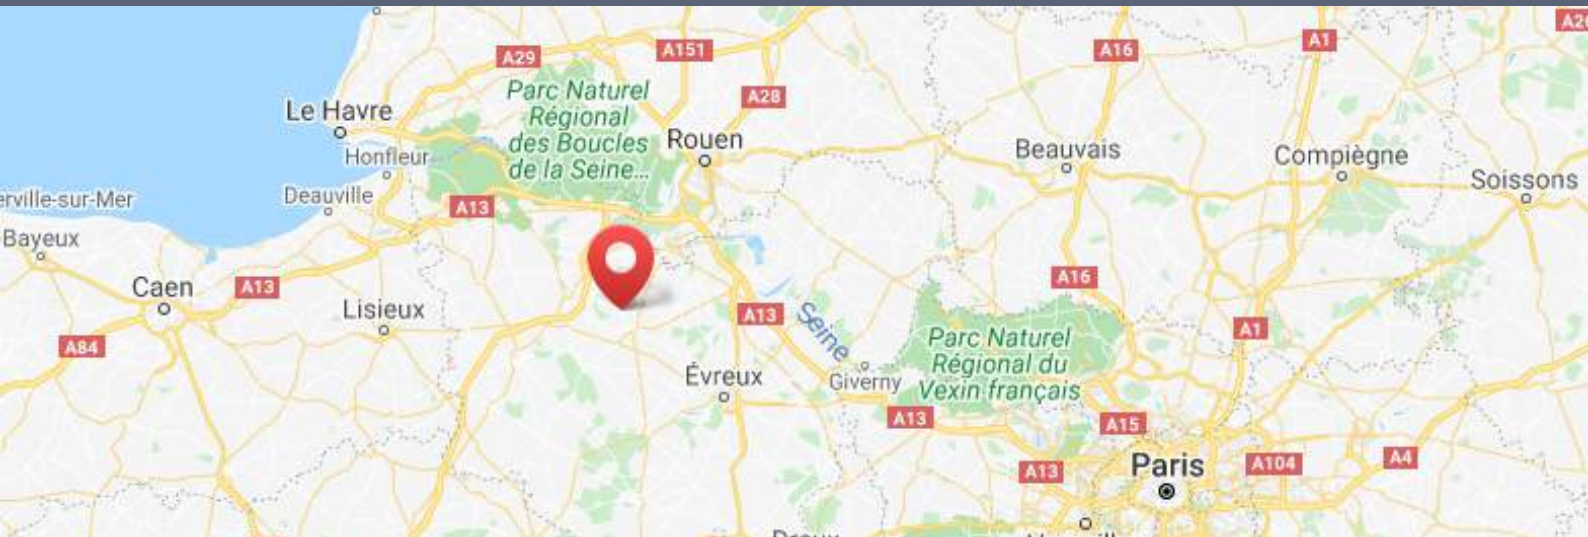 A29
A151
A16
A1
Parc Naturel
Régional
des Boucles
de la Seine...
A28
Le Havre
Rouen
Beauvais
Compiègne
Honfleur
Soissons
Deauville
erville-sur-Mer
A13
Bayeux
A16
Caen
A13
Lisieux
A13
Seine
A1
A84
Parc Naturel
Régional du
Vexin français
Évreux
Giverny
A13
A15
Paris
A104
A4
A13